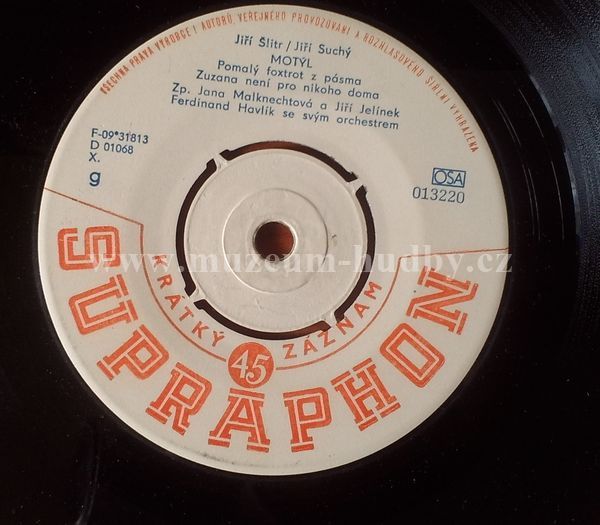 VŠECHNA PRÁVA VÝROBCE I AUTORŮ, VEŘEJNÉHO PROVOZOVÁNÍ A ROZHLASOVÉHO ŠÍŘENÍ VYHRAZENA
Jiří Šlitr / Jiří Suchý
MOTÝL
Pomalý foxtrot z pásma
Zuzana není pro nikoho doma
Zp. Jana Malknechtová a Jiří Jelínek
Ferdinand Havlík se svým orchestrem
F-09*31813
D 01068
X.
g
OSA
013220
www.muzeum-hudby.cz
KRATKÝ 45 ZÁZNAM
SUPRAPHON